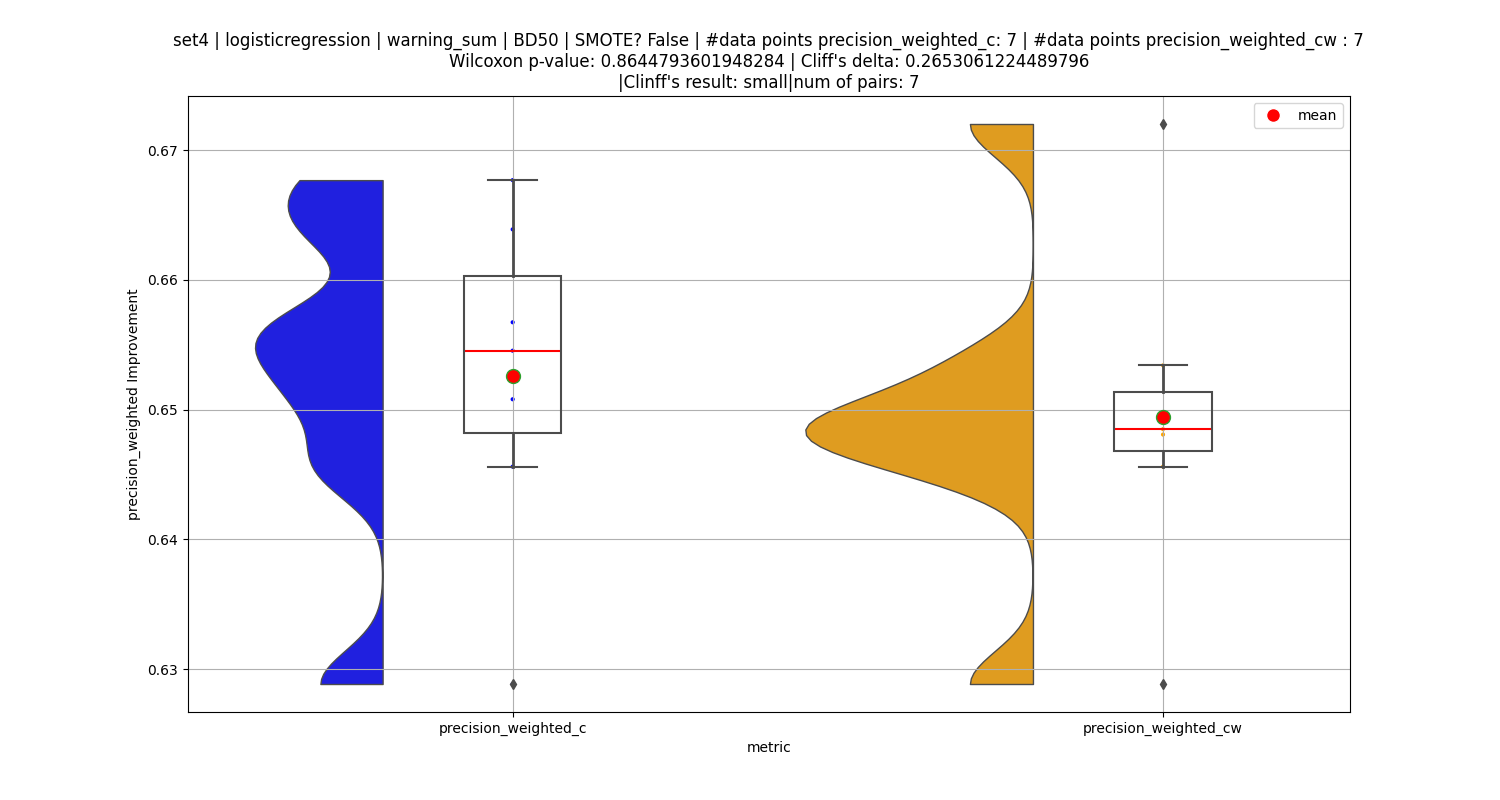 set4 | logisticregression | warning_sum | BD50 | SMOTE? False | #data points precision_weighted_c: 7 | #data points precision_weighted_cw : 7
Wilcoxon p-value: 0.8644793601948284 | Cliff's delta: 0.2653061224489796
|Clinff's result: small|num of pairs: 7
mean
precision_weighted Improvement
0.67
0.66
0.65
0.64
0.63
precision_weighted_c
precision_weighted_cw
metric